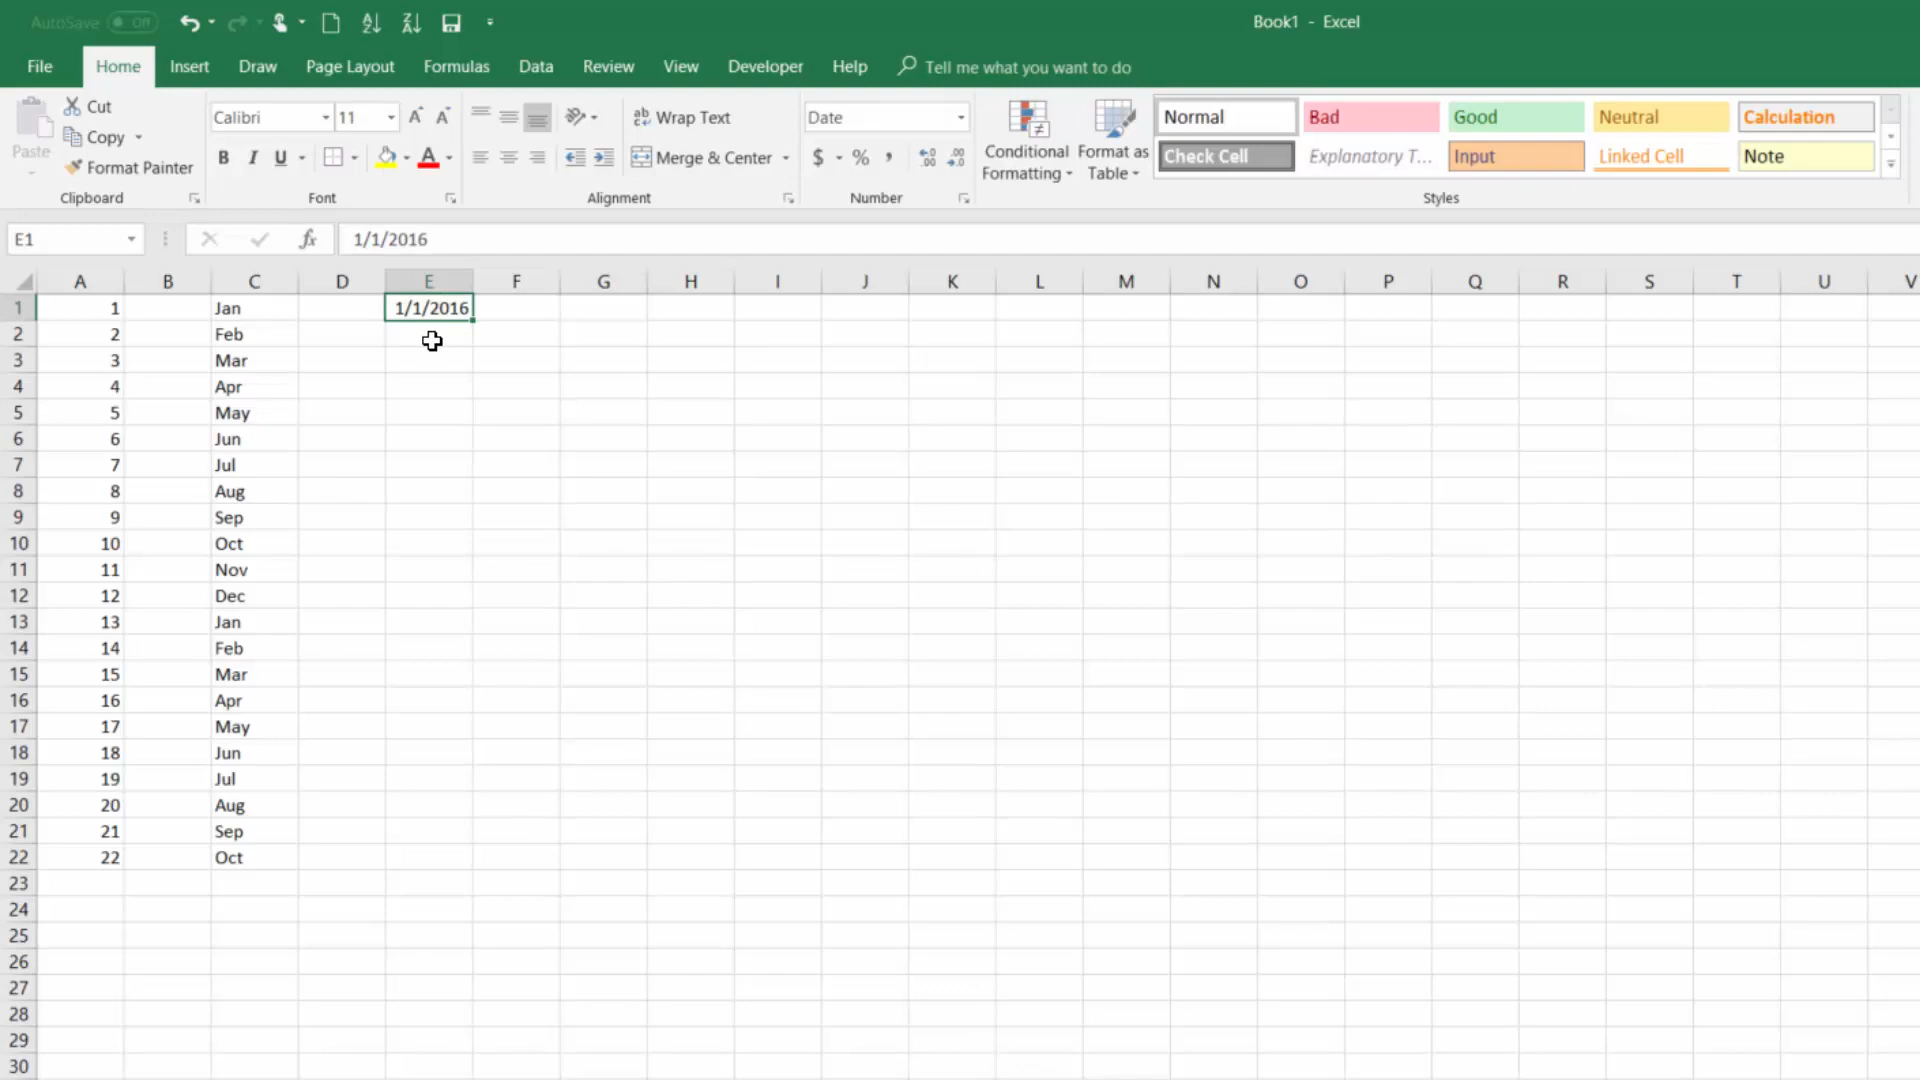 AutoSave Off
Book1 - Excel
File Home Insert Draw Page Layout Formulas Data Review View Developer Help Tell me what you want to do
Paste
Cut
Copy
Format Painter
Clipboard
Calibri 11
B I U A
Font
Wrap Text
Merge & Center
Alignment
Date
$ % ,
Number
Conditional Formatting
Format as Table
Normal Bad Good Neutral Calculation
Check Cell Explanatory T... Input Linked Cell Note
Styles
E1 fx 1/1/2016
A B C D E F G H I J K L M N O P Q R S T U V
1 1 Jan 1/1/2016
2 2 Feb
3 3 Mar
4 4 Apr
5 5 May
6 6 Jun
7 7 Jul
8 8 Aug
9 9 Sep
10 10 Oct
11 11 Nov
12 12 Dec
13 13 Jan
14 14 Feb
15 15 Mar
16 16 Apr
17 17 May
18 18 Jun
19 19 Jul
20 20 Aug
21 21 Sep
22 22 Oct
23
24
25
26
27
28
29
30